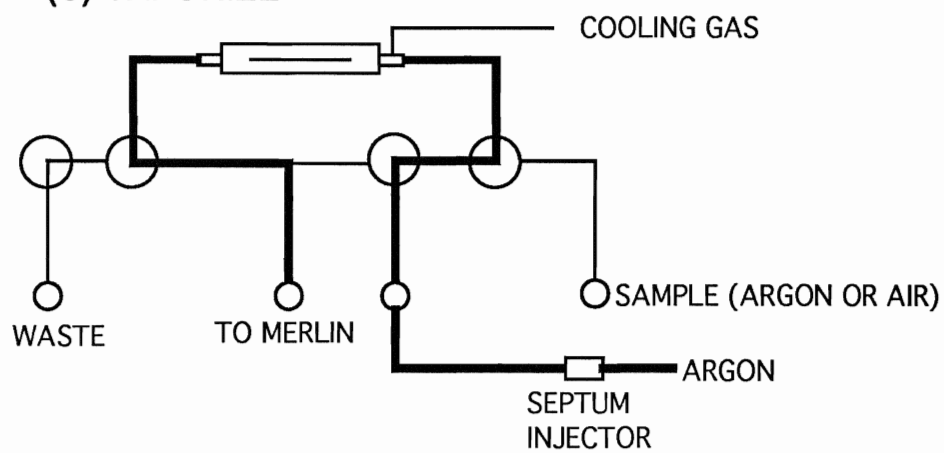 COOLING GAS
SAMPLE (ARGON OR AIR)
WASTE
TO MERLIN
ARGON
SEPTUM
INJECTOR